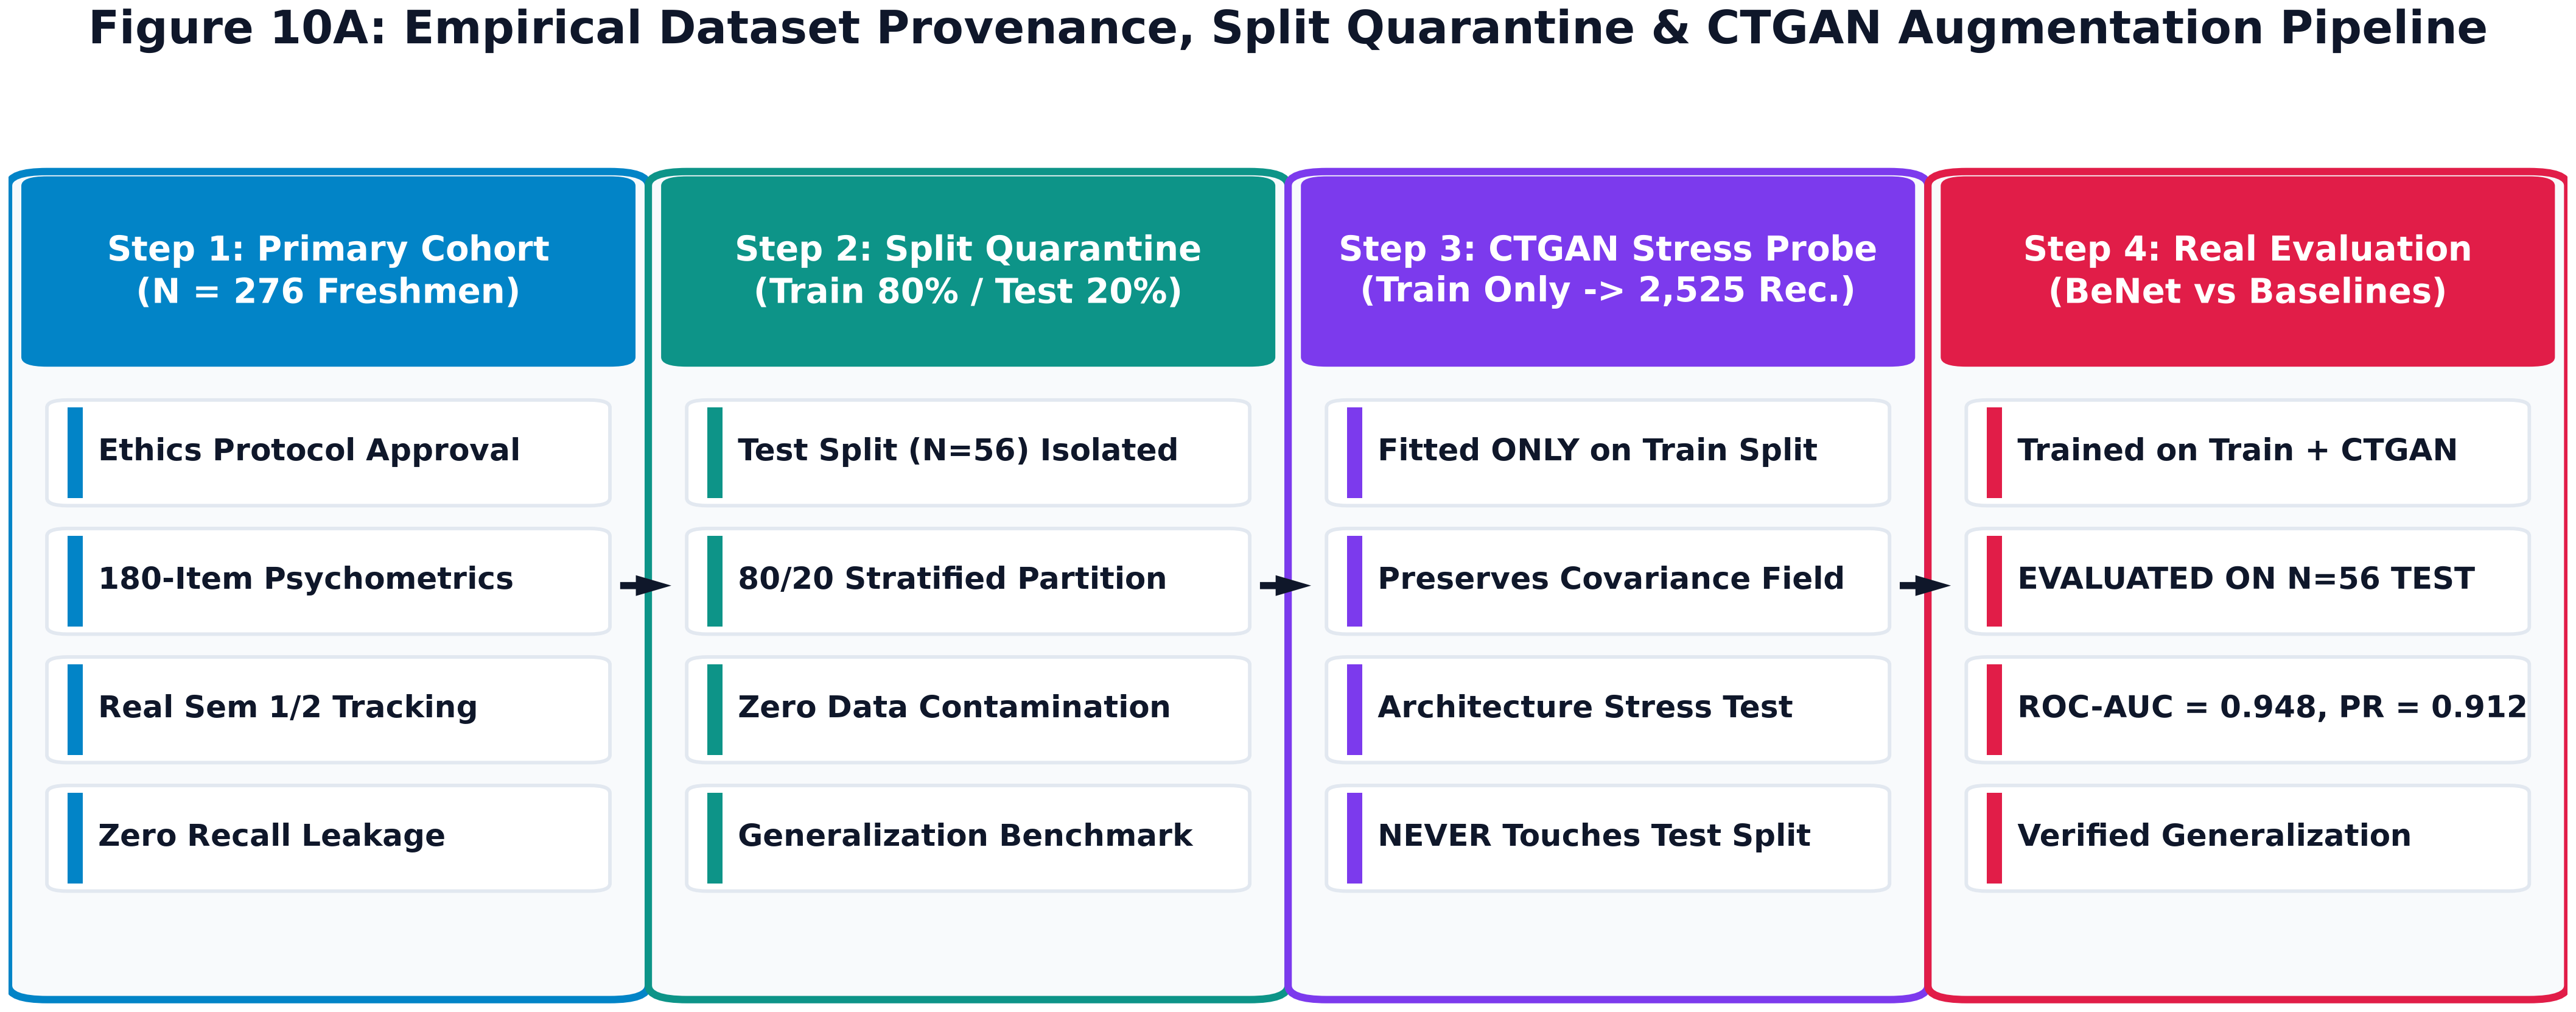 Figure 10A: Empirical Dataset Provenance, Split Quarantine & CTGAN Augmentation Pipeline
Step 1: Primary Cohort
(N = 276 Freshmen)
Ethics Protocol Approval
180-Item Psychometrics
Real Sem 1/2 Tracking
Zero Recall Leakage
Step 2: Split Quarantine
(Train 80% / Test 20%)
Test Split (N=56) Isolated
80/20 Stratified Partition
Zero Data Contamination
Generalization Benchmark
Step 3: CTGAN Stress Probe
(Train Only -> 2,525 Rec.)
Fitted ONLY on Train Split
Preserves Covariance Field
Architecture Stress Test
NEVER Touches Test Split
Step 4: Real Evaluation
(BeNet vs Baselines)
Trained on Train + CTGAN
EVALUATED ON N=56 TEST
ROC-AUC = 0.948, PR = 0.912
Verified Generalization